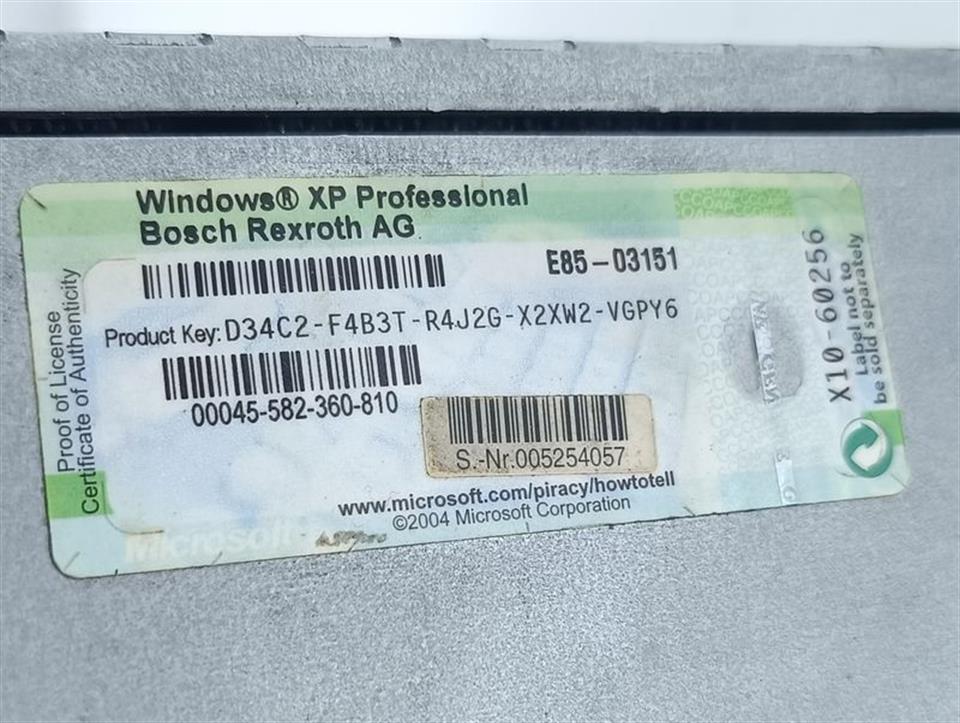 Windows® XP Professional
Bosch Rexroth AG
E85-03151
Product Key: D34C2-F4B3T-R4J2G-X2XW2-VGPY6
00045-582-360-810
S.-Nr.005254057
www.microsoft.com/piracy/howtotell
©2004 Microsoft Corporation
Microsoft
Proof of License
Certificate of Authenticity
X10-60256
Label not to
be sold separately